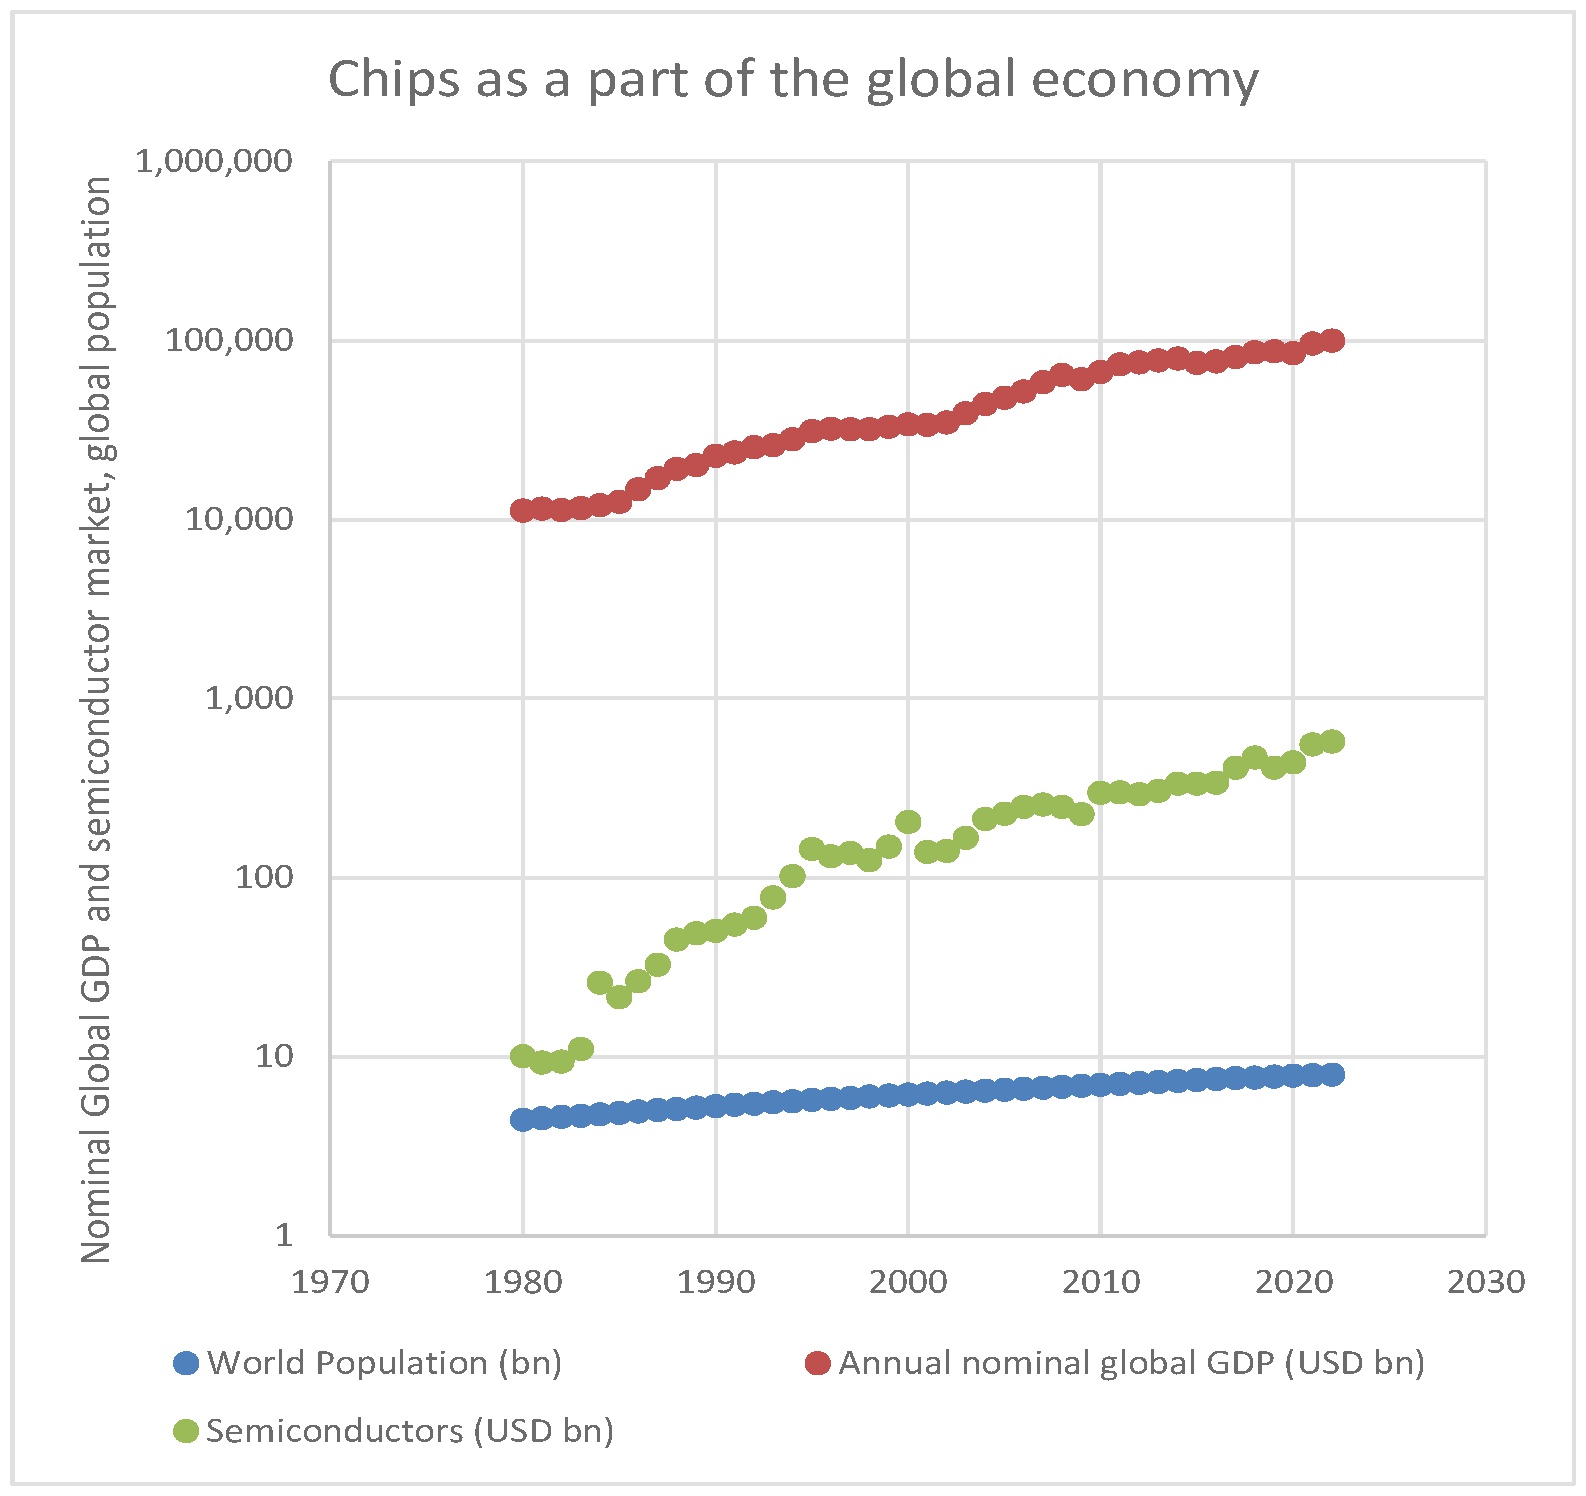 Chips as a part of the global economy
Nominal Global GDP and semiconductor market, global population
1,000,000
100,000
10,000
1,000
100
10
1
1970 1980 1990 2000 2010 2020 2030
World Population (bn) Annual nominal global GDP (USD bn)
Semiconductors (USD bn)